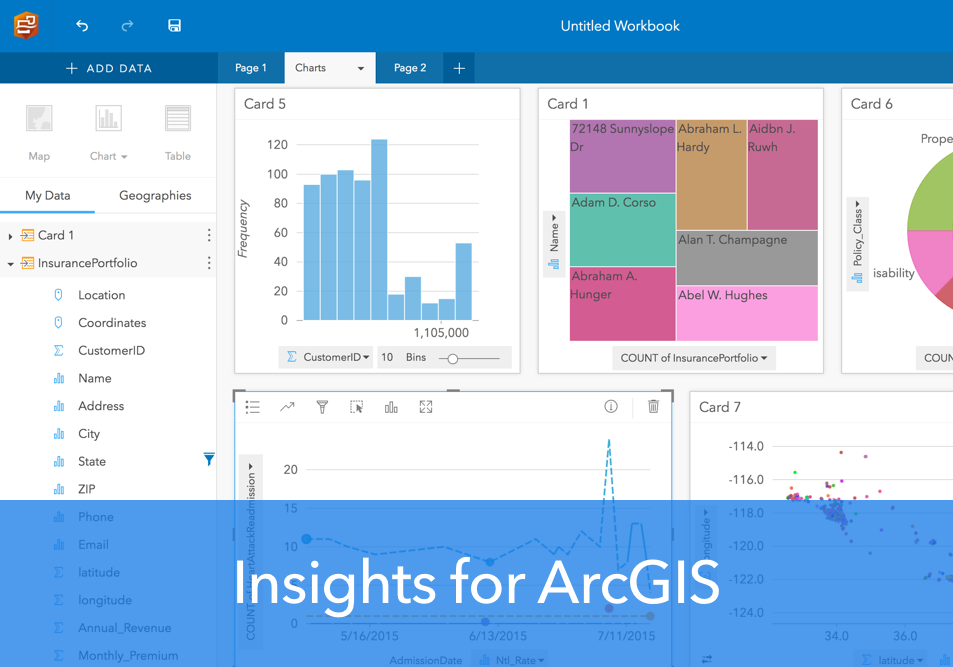 Untitled Workbook
ADD DATA
Page 1
Charts
Page 2
+
Map
Chart
Table
My Data
Geographies
Card 1
InsurancePortfolio
Location
Coordinates
CustomerID
Name
Address
City
State
ZIP
Phone
Email
latitude
longitude
Annual_Revenue
Monthly_Premium
Card 5
Frequency
120
100
80
60
40
20
0
1,105,000
CustomerID
10 Bins
Card 1
Name
72148 Sunnyslope
Dr
Abraham L.
Hardy
Aidbn J.
Ruwh
Adam D. Corso
Alan T. Champagne
Abraham A.
Hunger
Abel W. Hughes
COUNT of InsurancePortfolio
Card 6
Prope
Policy_Class
isability
COUN
COUNT of HeartAttackReadmission
20
15
10
0
5/16/2015
6/13/2015
7/11/2015
AdmissionDate
Ntl_Rate
Card 7
ongitude
-114.0
-116.0
-118.0
-120.0
-122.0
-124.0
34.0
36.0
latitude
Insights for ArcGIS